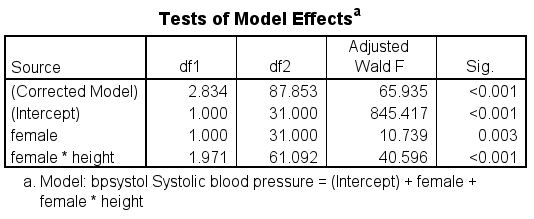 Tests of Model Effectsa
Source df1 df2 Adjusted Wald F Sig.
(Corrected Model) 2.834 87.853 65.935 <0.001
(Intercept) 1.000 31.000 845.417 <0.001
female 1.000 31.000 10.739 0.003
female * height 1.971 61.092 40.596 <0.001
a. Model: bpsystol Systolic blood pressure = (Intercept) + female +
female * height